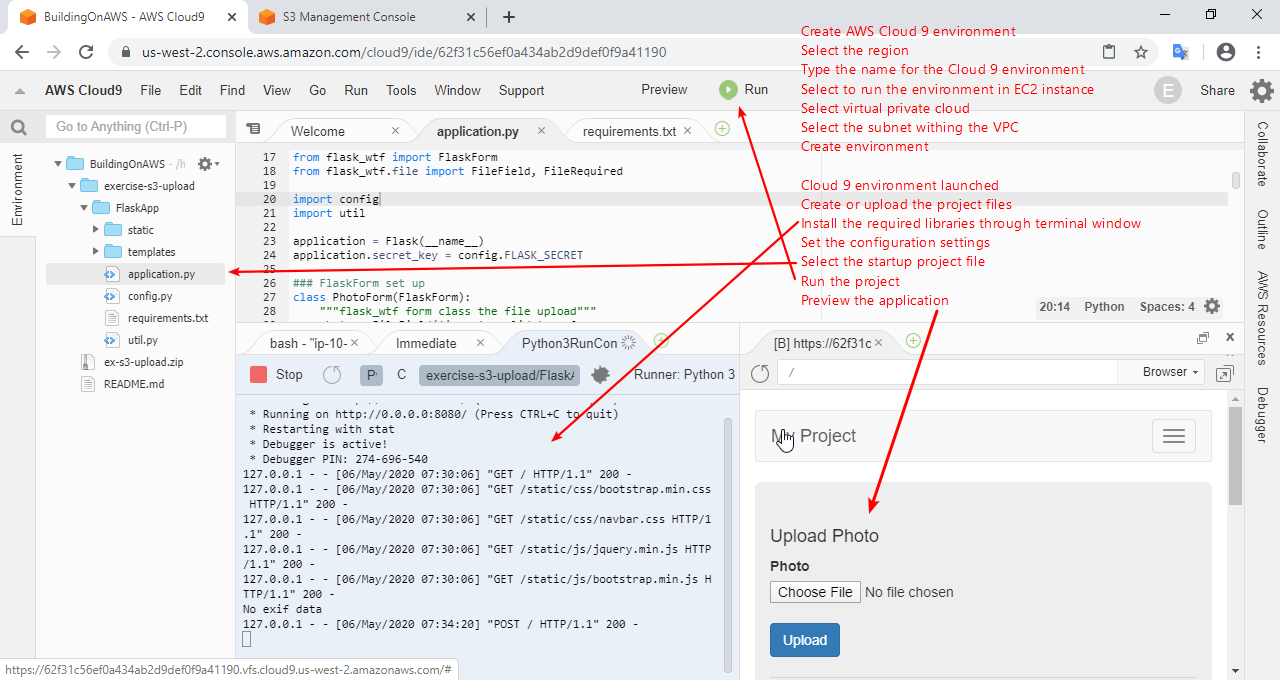 BuildingOnAWS - AWS Cloud9
S3 Management Console
us-west-2.console.aws.amazon.com/cloud9/ide/62f31c56ef0a434ab2d9def0f9a41190
Create AWS Cloud 9 environment
Select the region
Type the name for the Cloud 9 environment
Select to run the environment in EC2 instance
Select virtual private cloud
Select the subnet withing the VPC
Create environment
AWS Cloud9 File Edit Find View Go Run Tools Window Support Preview Run E Share
Go to Anything (Ctrl-P)
Welcome
application.py
requirements.txt
Environment
BuildingOnAWS - /h
exercise-s3-upload
FlaskApp
static
templates
application.py
config.py
requirements.txt
util.py
ex-s3-upload.zip
README.md
17 from flask_wtf import FlaskForm
18 from flask_wtf.file import FileField, FileRequired
19
20 import config
21 import util
22
23 application = Flask(__name__)
24 application.secret_key = config.FLASK_SECRET
25
26 ### FlaskForm set up
27 class PhotoForm(FlaskForm):
28 """flask_wtf form class the file upload"""
Cloud 9 environment launched
Create or upload the project files
Install the required libraries through terminal window
Set the configuration settings
Select the startup project file
Run the project
Preview the application
20:14 Python Spaces: 4
Collaborate
Outline
AWS Resources
Debugger
bash - "ip-10-
Immediate
Python3RunCon
Stop P C exercise-s3-upload/FlaskA Runner: Python 3
* Running on http://0.0.0.0:8080/ (Press CTRL+C to quit)
* Restarting with stat
* Debugger is active!
* Debugger PIN: 274-696-540
127.0.0.1 - - [06/May/2020 07:30:06] "GET / HTTP/1.1" 200 -
127.0.0.1 - - [06/May/2020 07:30:06] "GET /static/css/bootstrap.min.css
HTTP/1.1" 200 -
127.0.0.1 - - [06/May/2020 07:30:06] "GET /static/css/navbar.css HTTP/1
.1" 200 -
127.0.0.1 - - [06/May/2020 07:30:06] "GET /static/js/jquery.min.js HTTP
/1.1" 200 -
127.0.0.1 - - [06/May/2020 07:30:06] "GET /static/js/bootstrap.min.js H
TTP/1.1" 200 -
No exif data
127.0.0.1 - - [06/May/2020 07:34:20] "POST / HTTP/1.1" 200 -
[B] https://62f31c
/
Browser
My Project
Upload Photo
Photo
Choose File No file chosen
Upload
https://62f31c56ef0a434ab2d9def0f9a41190.vfs.cloud9.us-west-2.amazonaws.com/#